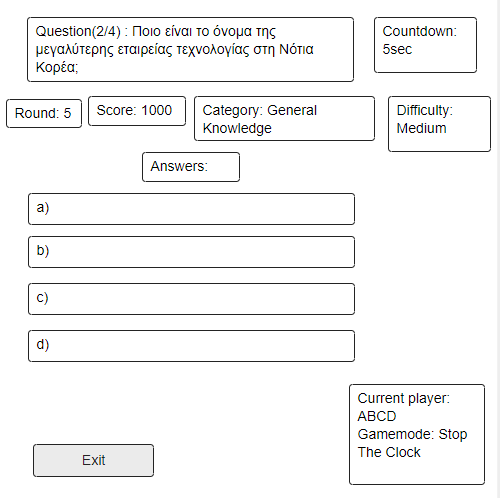 Question(2/4) : Ποιο είναι το όνομα της
μεγαλύτερης εταιρείας τεχνολογίας στη Νότια
Κορέα;
Countdown:
5sec
Round: 5
Score: 1000
Category: General
Knowledge
Difficulty:
Medium
Answers:
a)
b)
c)
d)
Current player:
ABCD
Gamemode: Stop
The Clock
Exit